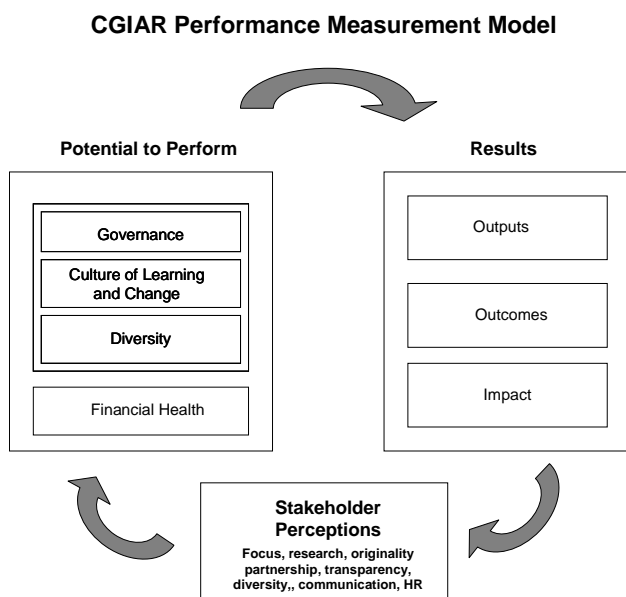 CGIAR Performance Measurement Model
Potential to Perform
Governance
Culture of Learning
and Change
Diversity
Financial Health
Results
Outputs
Outcomes
Impact
Stakeholder
Perceptions
Focus, research, originality
partnership, transparency,
diversity,, communication, HR